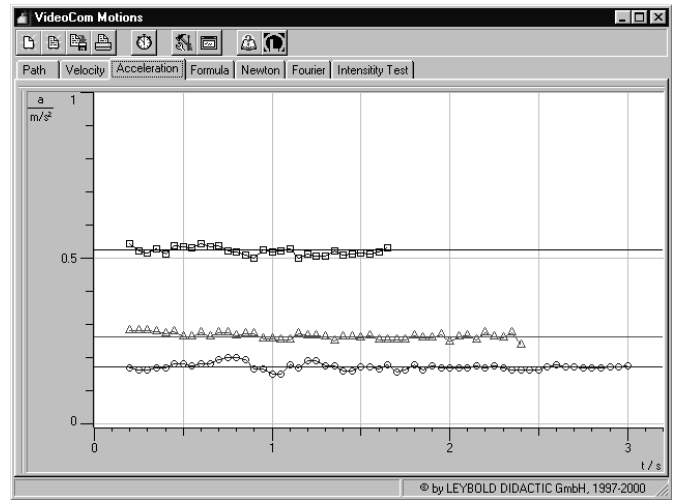 VideoCom Motions
Path Velocity Acceleration Formula Newton Fourier Intensitity Test
a 1
m/s²
0.5
0
0 1 2 3
t / s
© by LEYBOLD DIDACTIC GmbH, 1997-2000